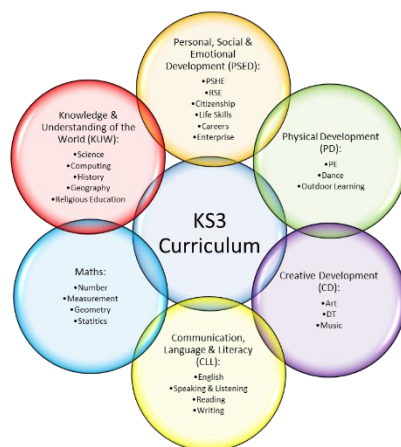 Personal, Social &
Emotional
Development (PSED):
•PSHE
•RSE
•Citizenship
•Life Skills
•Careers
•Enterprise
Physical Development
(PD):
•PE
•Dance
•Outdoor Learning
Creative Development
(CD):
•Art
•DT
•Music
Communication,
Language & Literacy
(CLL):
•English
•Speaking & Listening
•Reading
•Writing
Maths:
•Number
•Measurement
•Geometry
•Statitics
Knowledge &
Understanding of the
World (KUW):
•Science
•Computing
•History
•Geography
•Religious Education
KS3
Curriculum